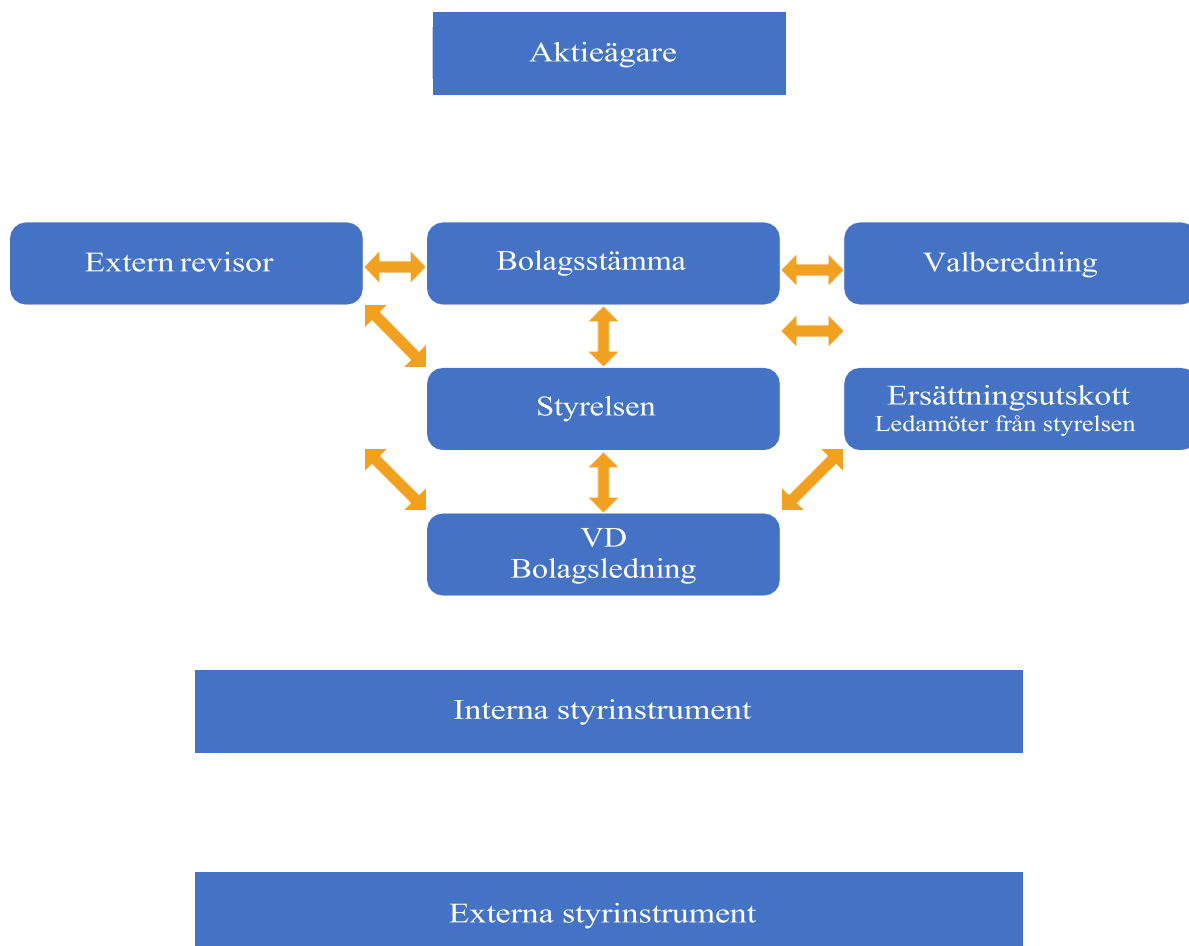 Aktieägare
Extern revisor
Bolagsstämma
Valberedning
Styrelsen
Ersättningsutskott
Ledamöter från styrelsen
VD
Bolagsledning
Interna styrinstrument
Externa styrinstrument